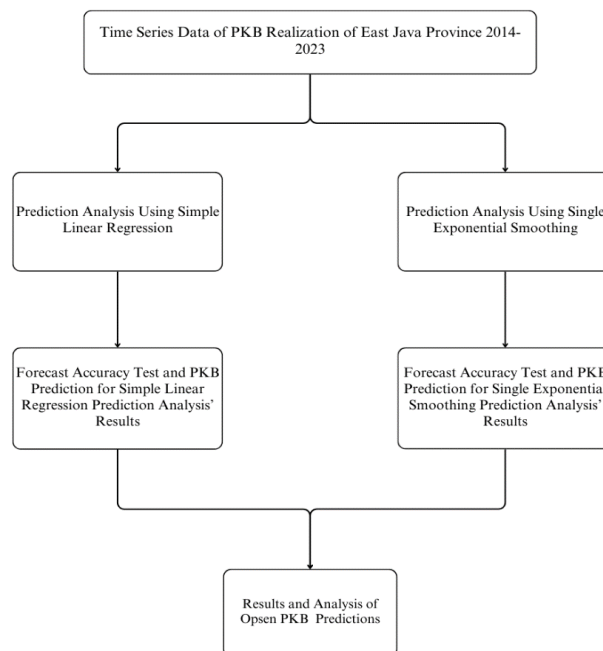 Time Series Data of PKB Realization of East Java Province 2014-
2023
Prediction Analysis Using Simple
Linear Regression
Prediction Analysis Using Single
Exponential Smoothing
Forecast Accuracy Test and PKB
Prediction for Simple Linear
Regression Prediction Analysis’
Results
Forecast Accuracy Test and PKB
Prediction for Single Exponential
Smoothing Prediction Analysis’
Results
Results and Analysis of
Opsen PKB Predictions